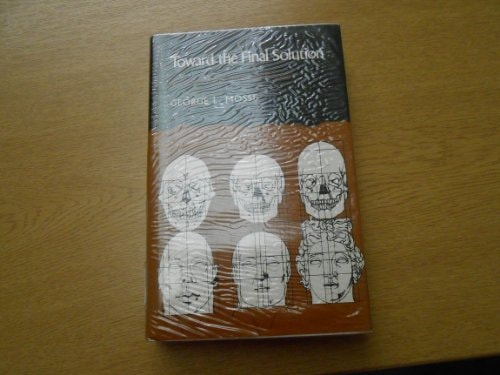 Toward the Final Solution
GEORGE L. MOSSE